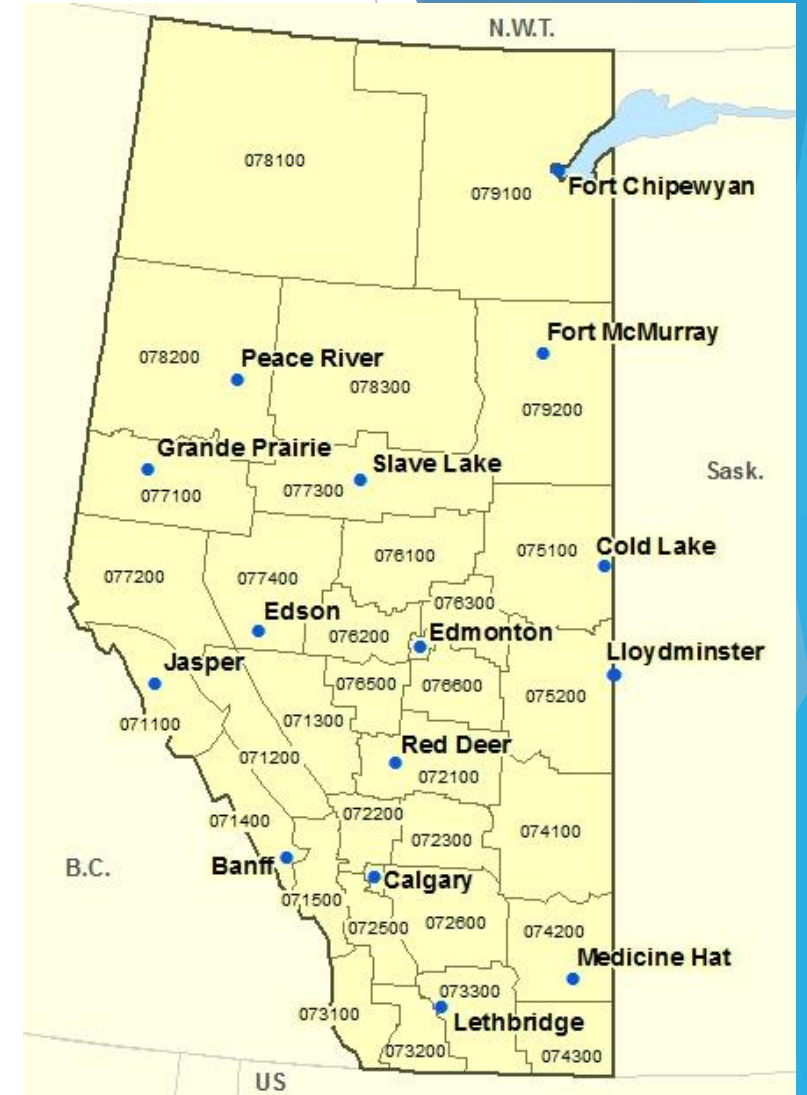 N.W.T.
078100
079100
Fort Chipewyan
078200
Peace River
078300
Fort McMurray
079200
Grande Prairie
077100
077300
Slave Lake
Sask.
077200
077400
076100
075100
Cold Lake
076300
Edson
076200
Edmonton
Lloydminster
Jasper
076500
076600
075200
071100
071300
071200
Red Deer
072100
071400
072200
072300
074100
B.C.
Banff
Calgary
071500
072500
072600
074200
Medicine Hat
073300
073100
Lethbridge
073200
074300
US